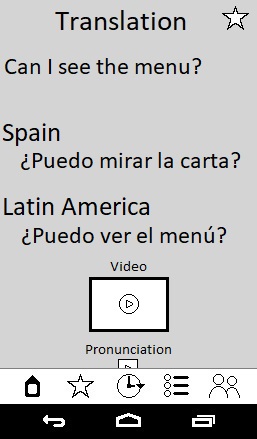 Translation
Can I see the menu?
Spain
¿Puedo mirar la carta?
Latin America
¿Puedo ver el menú?
Video
Pronunciation